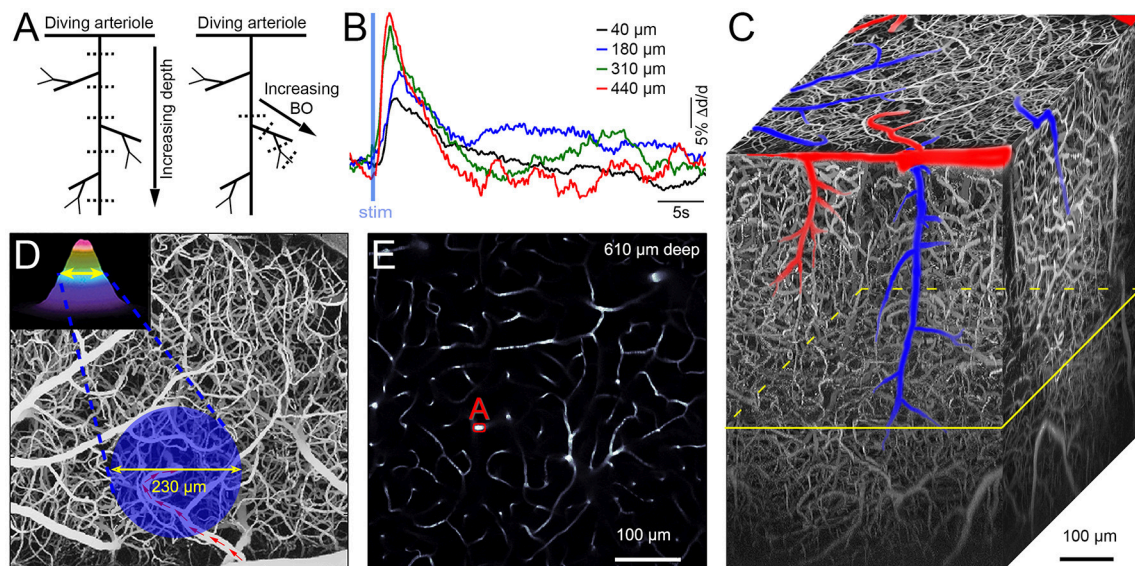 A
Diving arteriole
Increasing depth
Diving arteriole
Increasing
BO
B
40 µm
180 µm
310 µm
440 µm
5% Δd/d
5s
stim
C
100 µm
D
230 µm
E
610 µm deep
A
100 µm